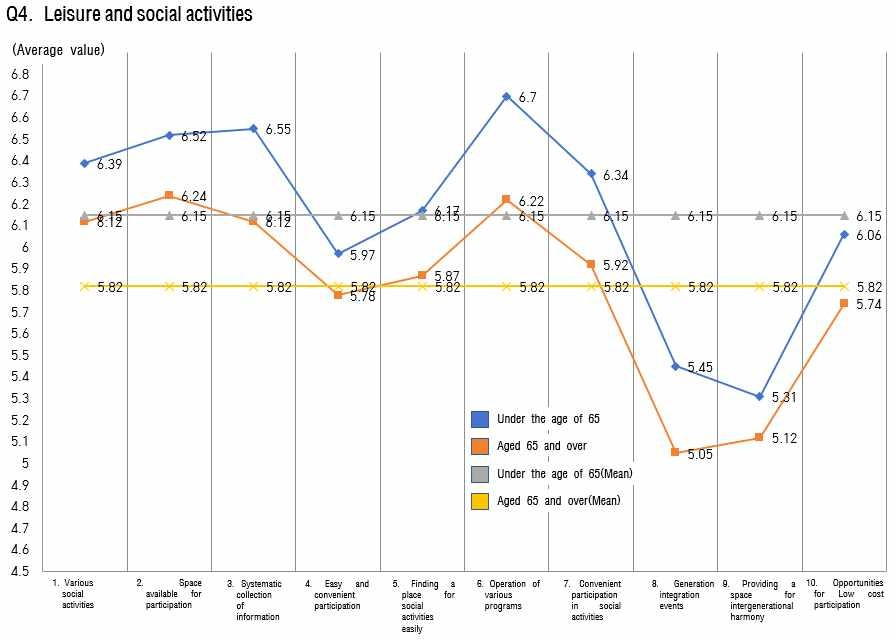 Q4. Leisure and social activities
(Average value)
6.8
6.7
6.6
6.5
6.4
6.3
6.2
6.1
6
5.9
5.8
5.7
5.6
5.5
5.4
5.3
5.2
5.1
5
4.9
4.8
4.7
4.6
4.5
6.39
6.52
6.55
5.97
6.17
6.7
6.34
5.45
5.31
6.06
6.12
6.24
6.12
5.78
5.87
6.22
5.92
5.05
5.12
5.74
6.15
6.15
6.15
6.15
6.15
6.15
6.15
6.15
6.15
6.15
5.82
5.82
5.82
5.82
5.82
5.82
5.82
5.82
5.82
5.82
Under the age of 65
Aged 65 and over
Under the age of 65(Mean)
Aged 65 and over(Mean)
1. Various
social
activities
2. Space
available for
participation
3. Systematic
collection
of
information
4. Easy and
convenient
participation
5. Finding a
place for
social
activities
easily
6. Operation of
various
programs
7. Convenient
participation
in social
activities
8. Generation
integration
events
9. Providing a
space for
intergenerational
harmony
10. Opportunities
for Low cost
participation